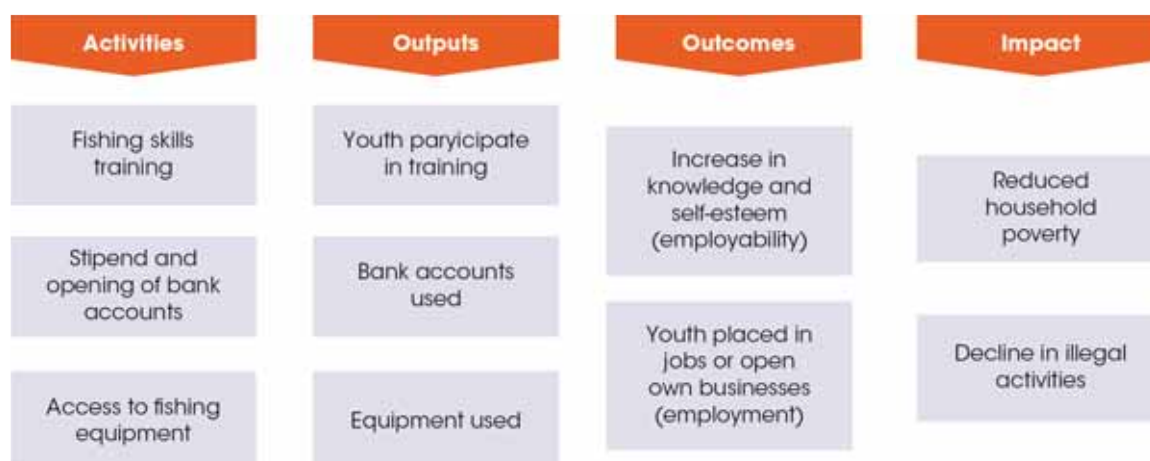 Activities
Fishing skills
training
Stipend and
opening of bank
accounts
Access to fishing
equipment
Outputs
Youth paryicipate
in training
Bank accounts
used
Equipment used
Outcomes
Increase in
knowledge and
self-esteem
(employability)
Youth placed in
jobs or open
own businesses
(employment)
Impact
Reduced
household
poverty
Decline in illegal
activities